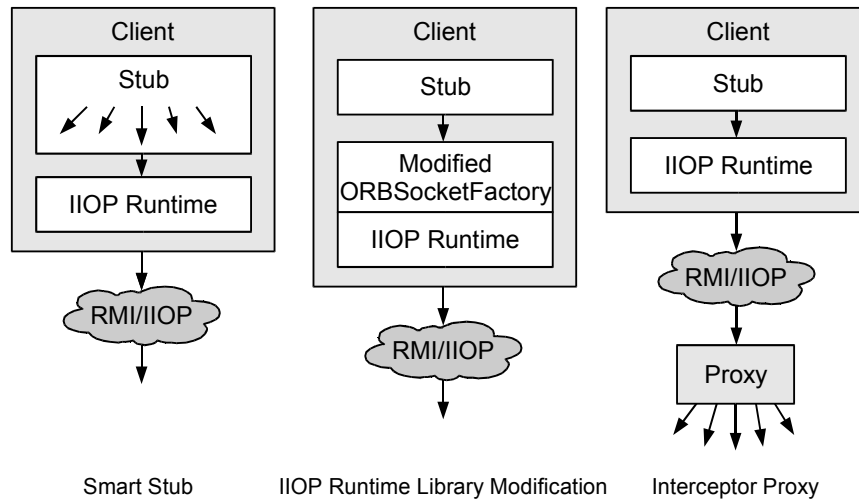 Client
Stub
IIOP Runtime
RMI/IIOP
Smart Stub
Client
Stub
Modified
ORBSocketFactory
IIOP Runtime
RMI/IIOP
IIOP Runtime Library Modification
Client
Stub
IIOP Runtime
RMI/IIOP
Proxy
Interceptor Proxy